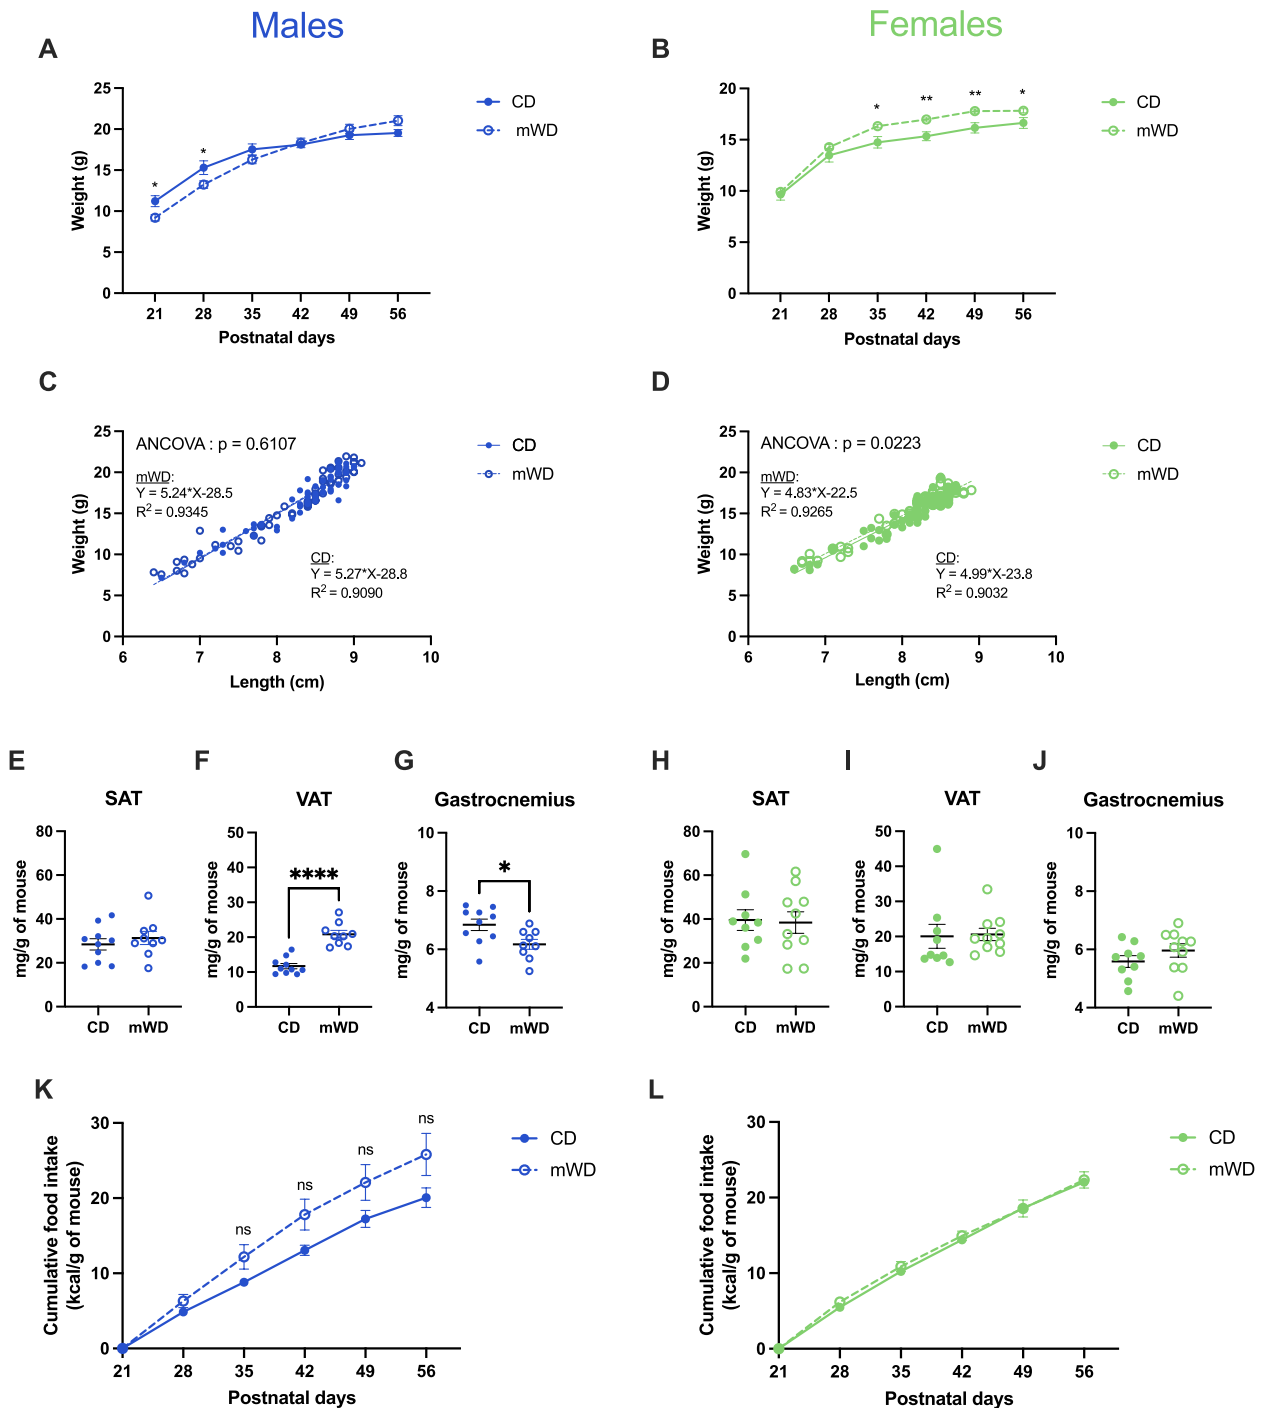 Males
Females
A
B
25
20
15
10
5
0
Weight (g)
*
*
21 28 35 42 49 56
Postnatal days
CD
mWD
20
15
10
5
0
Weight (g)
* ** ** *
21 28 35 42 49 56
Postnatal days
CD
mWD
C
D
25
20
15
10
5
0
Weight (g)
ANCOVA : p = 0.6107
mWD:
Y = 5.24*X-28.5
R² = 0.9345
CD:
Y = 5.27*X-28.8
R² = 0.9090
6 7 8 9 10
Length (cm)
CD
mWD
25
20
15
10
5
0
Weight (g)
ANCOVA : p = 0.0223
mWD:
Y = 4.83*X-22.5
R² = 0.9265
CD:
Y = 4.99*X-23.8
R² = 0.9032
6 7 8 9 10
Length (cm)
CD
mWD
E
SAT
80
60
40
20
0
mg/g of mouse
CD mWD
F
VAT
50
40
30
20
10
0
mg/g of mouse
****
CD mWD
G
Gastrocnemius
10
8
6
4
mg/g of mouse
*
CD mWD
H
SAT
80
60
40
20
0
mg/g of mouse
CD mWD
I
VAT
50
40
30
20
10
0
mg/g of mouse
CD mWD
J
Gastrocnemius
10
8
6
4
mg/g of mouse
CD mWD
K
30
20
10
0
Cumulative food intake
(kcal/g of mouse)
ns
ns
ns
ns
21 28 35 42 49 56
Postnatal days
CD
mWD
L
30
20
10
0
Cumulative food intake
(kcal/g of mouse)
21 28 35 42 49 56
Postnatal days
CD
mWD